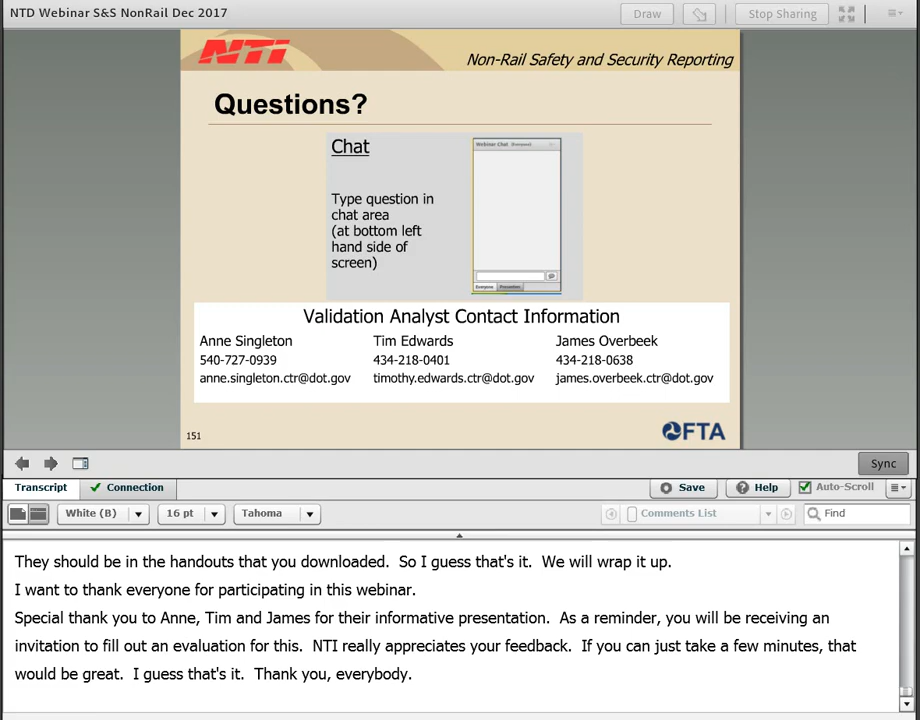 NTD Webinar S&S NonRail Dec 2017
Draw
Stop Sharing
NTI
Non-Rail Safety and Security Reporting
Questions?
Chat
Type question in
chat area
(at bottom left
hand side of
screen)
Webinar Chat (Everyone)
Everyone
Validation Analyst Contact Information
Anne Singleton
540-727-0939
anne.singleton.ctr@dot.gov
Tim Edwards
434-218-0401
timothy.edwards.ctr@dot.gov
James Overbeek
434-218-0638
james.overbeek.ctr@dot.gov
151
FTA
Sync
Transcript
Connection
Save
Help
Auto-Scroll
White (B)
16 pt
Tahoma
Comments List
Find
They should be in the handouts that you downloaded. So I guess that's it. We will wrap it up.
I want to thank everyone for participating in this webinar.
Special thank you to Anne, Tim and James for their informative presentation. As a reminder, you will be receiving an
invitation to fill out an evaluation for this. NTI really appreciates your feedback. If you can just take a few minutes, that
would be great. I guess that's it. Thank you, everybody.